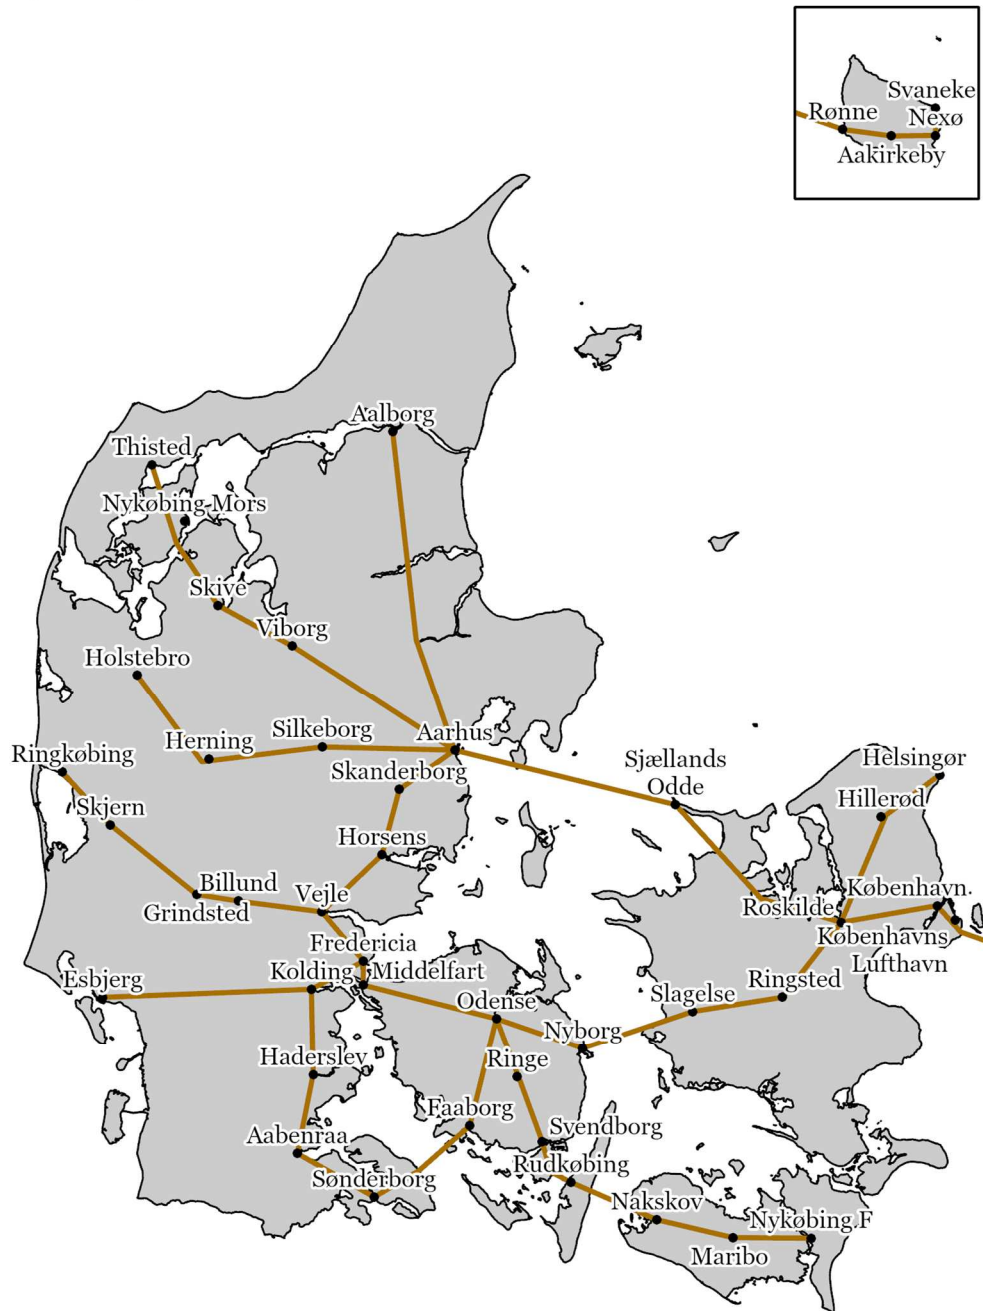 Svaneke
Rønne
Nexø
Aakirkeby
Aalborg
Thisted
Nykøbing Mors
Skive
Viborg
Holstebro
Silkeborg
Aarhus
Herning
Ringkøbing
Skanderborg
Sjællands
Odde
Helsingør
Skjern
Hillerød
Horsens
Billund
Vejle
København
Grindsted
Roskilde
Københavns
Lufthavn
Fredericia
Kolding
Middelfart
Esbjerg
Ringsted
Slagelse
Odense
Nyborg
Haderslev
Ringe
Faaborg
Svendborg
Aabenraa
Rudkøbing
Sønderborg
Nakskov
Nykøbing.F
Maribo